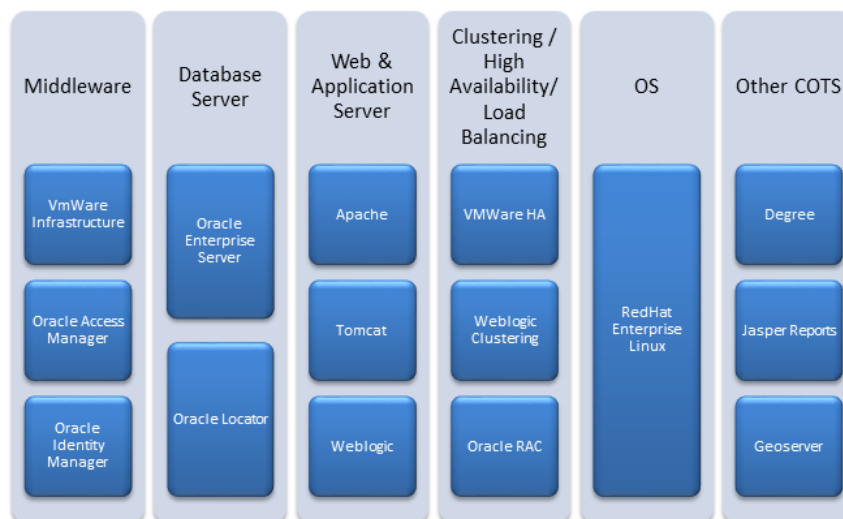 Middleware
VmWare
Infrastructure
Oracle Access
Manager
Oracle
Identity
Manager
Database
Server
Oracle
Enterprise
Server
Oracle Locator
Web &
Application
Server
Apache
Tomcat
Weblogic
Clustering /
High
Availability/
Load
Balancing
VMWare HA
Weblogic
Clustering
Oracle RAC
OS
RedHat
Enterprise
Linux
Other COTS
Degree
Jasper Reports
Geoserver